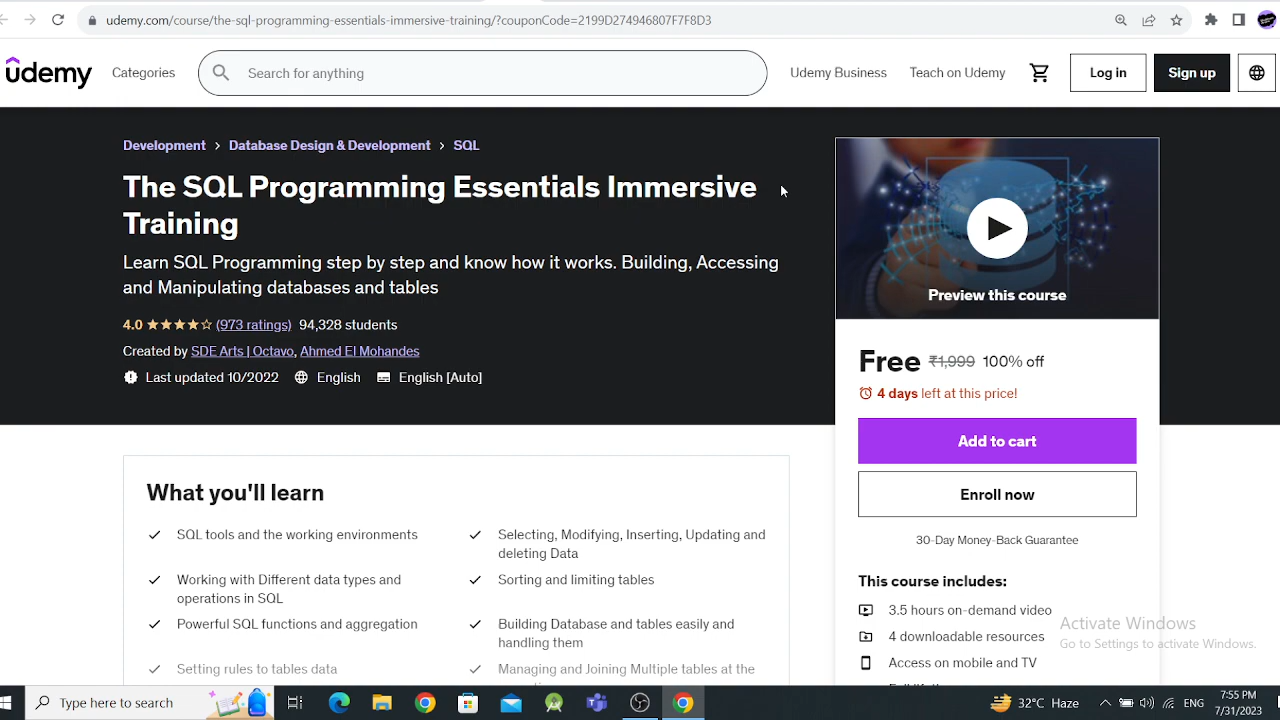 udemy.com/course/the-sql-programming-essentials-immersive-training/?couponCode=2199D274946807F7F8D3
ûdemy
Categories
Search for anything
Udemy Business
Teach on Udemy
Log in
Sign up
Development > Database Design & Development > SQL
The SQL Programming Essentials Immersive
Training
Learn SQL Programming step by step and know how it works. Building, Accessing
and Manipulating databases and tables
4.0 (973 ratings) 94,328 students
Created by SDE Arts | Octavo, Ahmed El Mohandes
Last updated 10/2022 English English [Auto]
Preview this course
Free ₹1,999 100% off
4 days left at this price!
Add to cart
Enroll now
30-Day Money-Back Guarantee
This course includes:
3.5 hours on-demand video
4 downloadable resources
Access on mobile and TV
What you'll learn
SQL tools and the working environments
Selecting, Modifying, Inserting, Updating and
deleting Data
Working with Different data types and
operations in SQL
Sorting and limiting tables
Powerful SQL functions and aggregation
Building Database and tables easily and
handling them
Setting rules to tables data
Managing and Joining Multiple tables at the
Activate Windows
Go to Settings to activate Windows.
Type here to search
32°C Haze
ENG
7:55 PM
7/31/2023